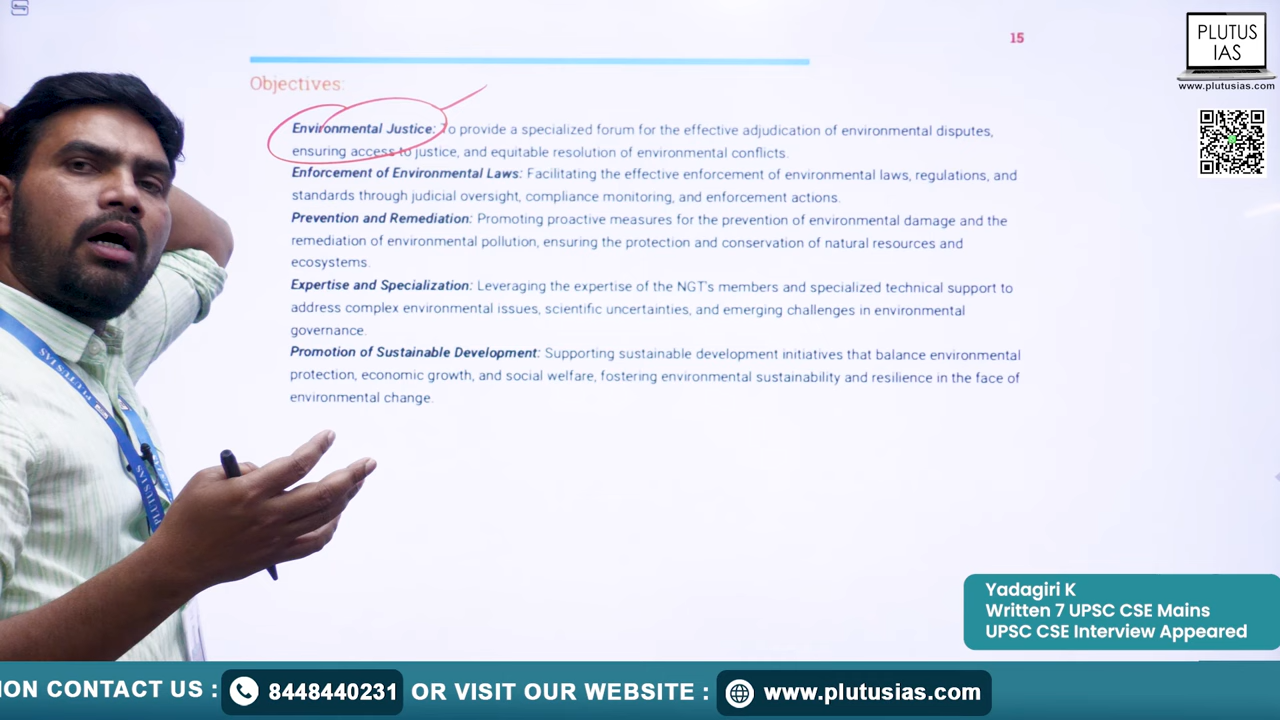 15
PLUTUS
IAS
www.plutusias.com
Objectives:
Environmental Justice: To provide a specialized forum for the effective adjudication of environmental disputes,
ensuring access to justice, and equitable resolution of environmental conflicts.
Enforcement of Environmental Laws: Facilitating the effective enforcement of environmental laws, regulations, and
standards through judicial oversight, compliance monitoring, and enforcement actions.
Prevention and Remediation: Promoting proactive measures for the prevention of environmental damage and the
remediation of environmental pollution, ensuring the protection and conservation of natural resources and
ecosystems.
Expertise and Specialization: Leveraging the expertise of the NGT's members and specialized technical support to
address complex environmental issues, scientific uncertainties, and emerging challenges in environmental
governance.
Promotion of Sustainable Development: Supporting sustainable development initiatives that balance environmental
protection, economic growth, and social welfare, fostering environmental sustainability and resilience in the face of
environmental change.
PLUTUS IAS
PLUTUS IAS
Yadagiri K
Written 7 UPSC CSE Mains
UPSC CSE Interview Appeared
ION CONTACT US : 8448440231 OR VISIT OUR WEBSITE : www.plutusias.com